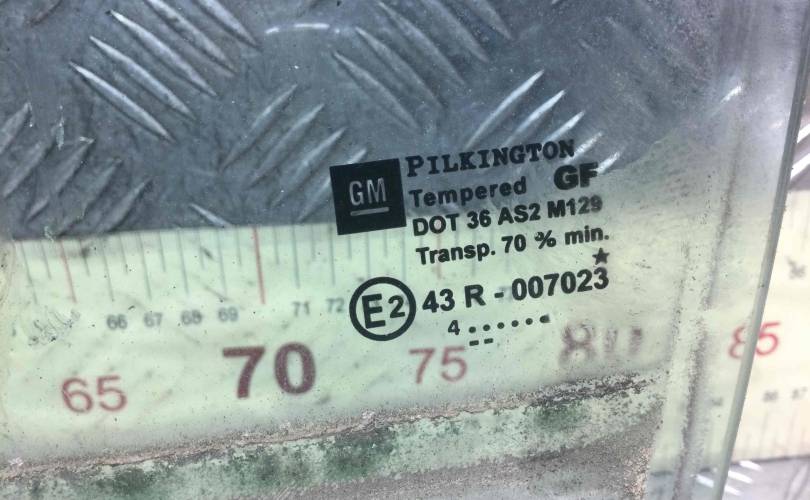 GM
PILKINGTON
Tempered GF
DOT 36 AS2 M129
Transp. 70 % min.
★
E2 43 R - 007023
4 . . . . . .
66 67 68 69 71 72
65 70 75 80 85